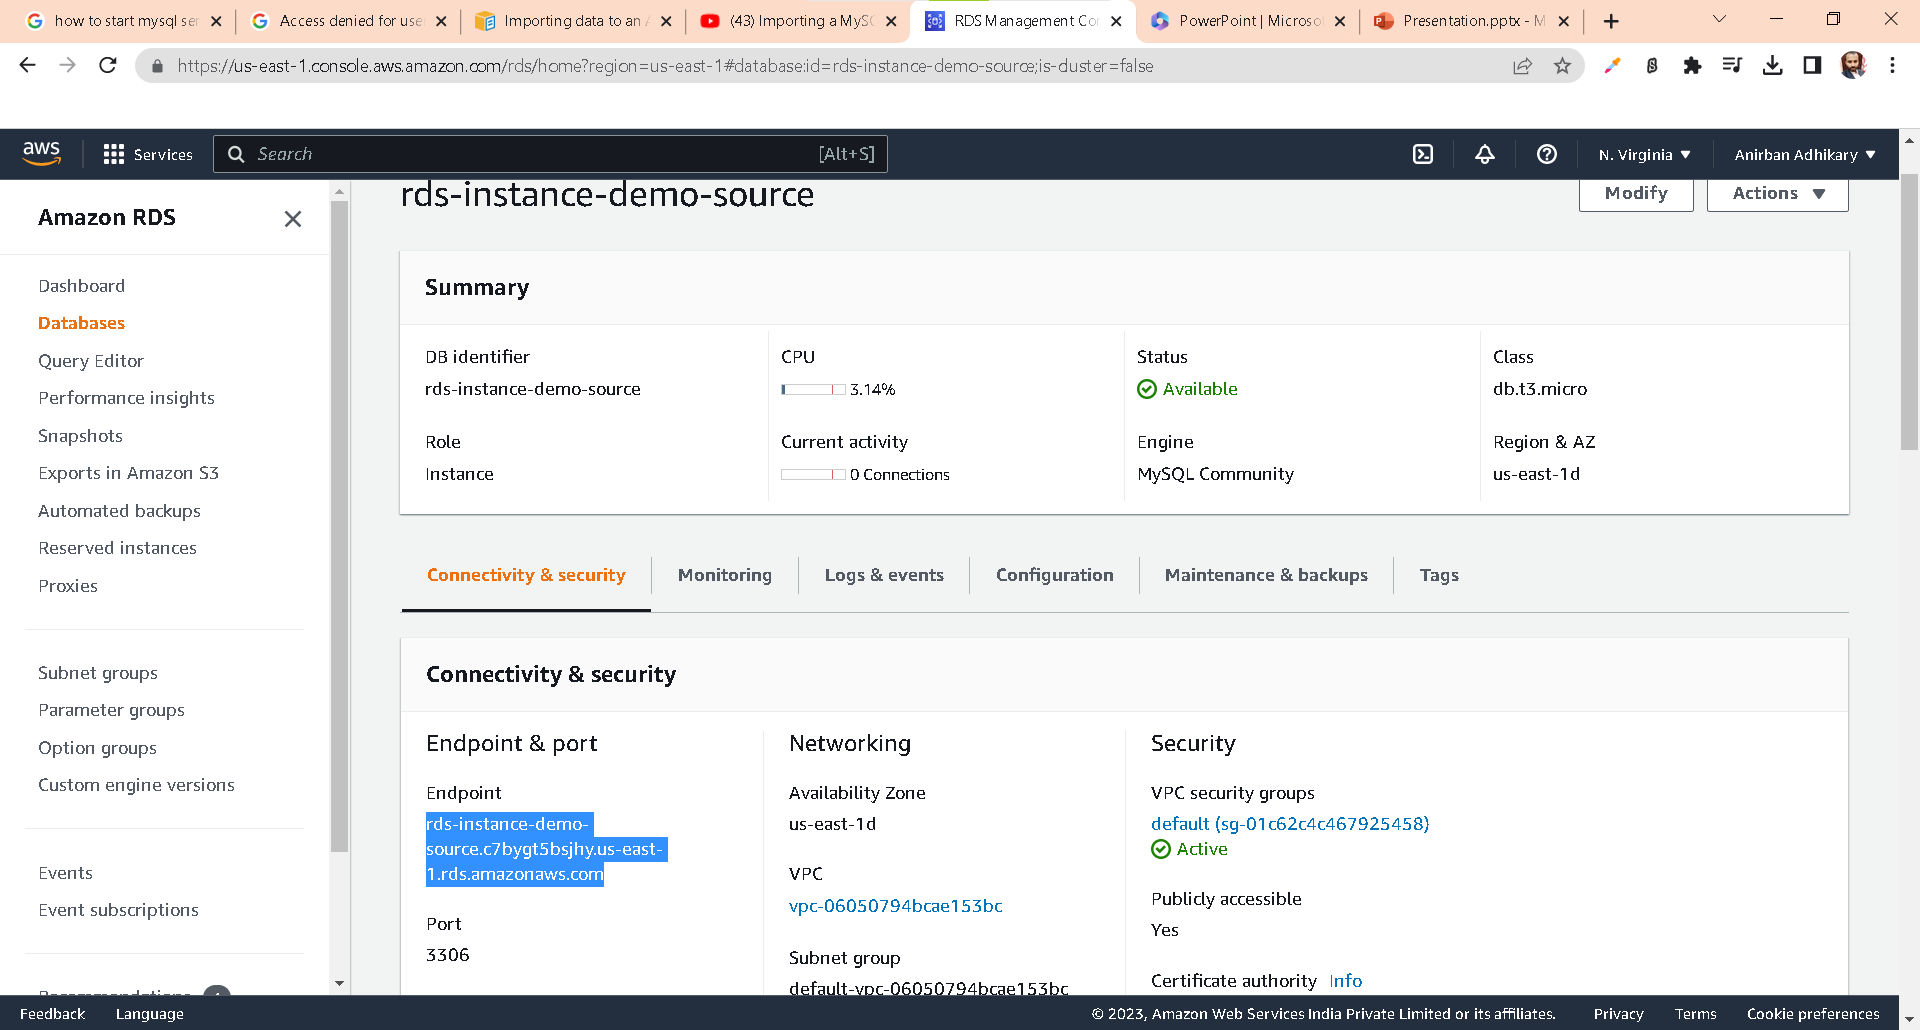 how to start mysql ser
Access denied for use
Importing data to an
(43) Importing a MySQ
RDS Management Co
PowerPoint | Microso
Presentation.pptx - M
https://us-east-1.console.aws.amazon.com/rds/home?region=us-east-1#database:id=rds-instance-demo-source;is-cluster=false
aws
Services
Search
[Alt+S]
N. Virginia
Anirban Adhikary
Amazon RDS
Dashboard
Databases
Query Editor
Performance insights
Snapshots
Exports in Amazon S3
Automated backups
Reserved instances
Proxies
Subnet groups
Parameter groups
Option groups
Custom engine versions
Events
Event subscriptions
rds-instance-demo-source
Modify
Actions
Summary
DB identifier
rds-instance-demo-source
CPU
3.14%
Status
Available
Class
db.t3.micro
Role
Instance
Current activity
0 Connections
Engine
MySQL Community
Region & AZ
us-east-1d
Connectivity & security
Monitoring
Logs & events
Configuration
Maintenance & backups
Tags
Connectivity & security
Endpoint & port
Endpoint
rds-instance-demo-
source.c7bygt5bsjhy.us-east-
1.rds.amazonaws.com
Port
3306
Networking
Availability Zone
us-east-1d
VPC
vpc-06050794bcae153bc
Subnet group
default-vpc-06050794bcae153bc
Security
VPC security groups
default (sg-01c62c4c467925458)
Active
Publicly accessible
Yes
Certificate authority Info
Feedback
Language
© 2023, Amazon Web Services India Private Limited or its affiliates.
Privacy
Terms
Cookie preferences